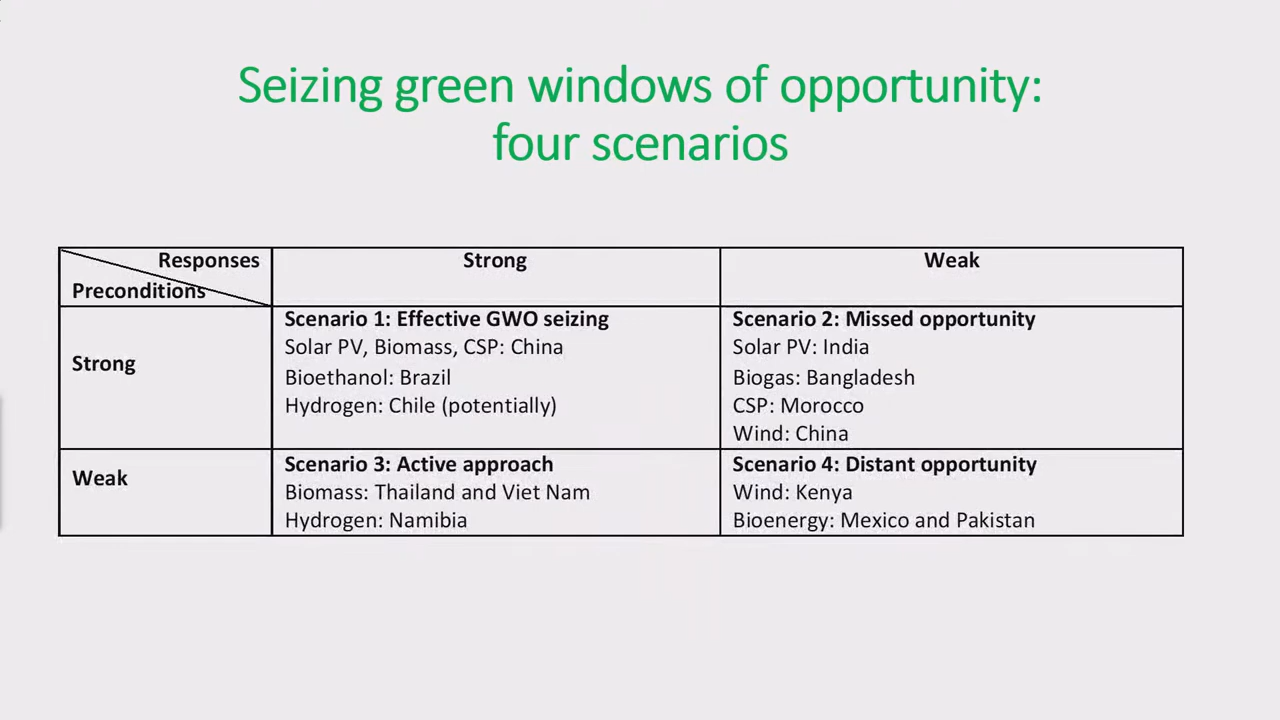 Seizing green windows of opportunity:
four scenarios
Responses
Preconditions
Strong
Weak
Strong
Scenario 1: Effective GWO seizing
Solar PV, Biomass, CSP: China
Bioethanol: Brazil
Hydrogen: Chile (potentially)
Scenario 2: Missed opportunity
Solar PV: India
Biogas: Bangladesh
CSP: Morocco
Wind: China
Weak
Scenario 3: Active approach
Biomass: Thailand and Viet Nam
Hydrogen: Namibia
Scenario 4: Distant opportunity
Wind: Kenya
Bioenergy: Mexico and Pakistan